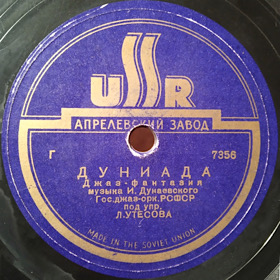 USSR
АПРЕЛЕВСКИЙ ЗАВОД
Г 7356
ДУНИАДА
Джаз-фантазия
музыка И. Дунаевского
Гос.джаз-орк.РСФСР
под упр.
Л.УТЕСОВА
MADE IN THE SOVIET UNION